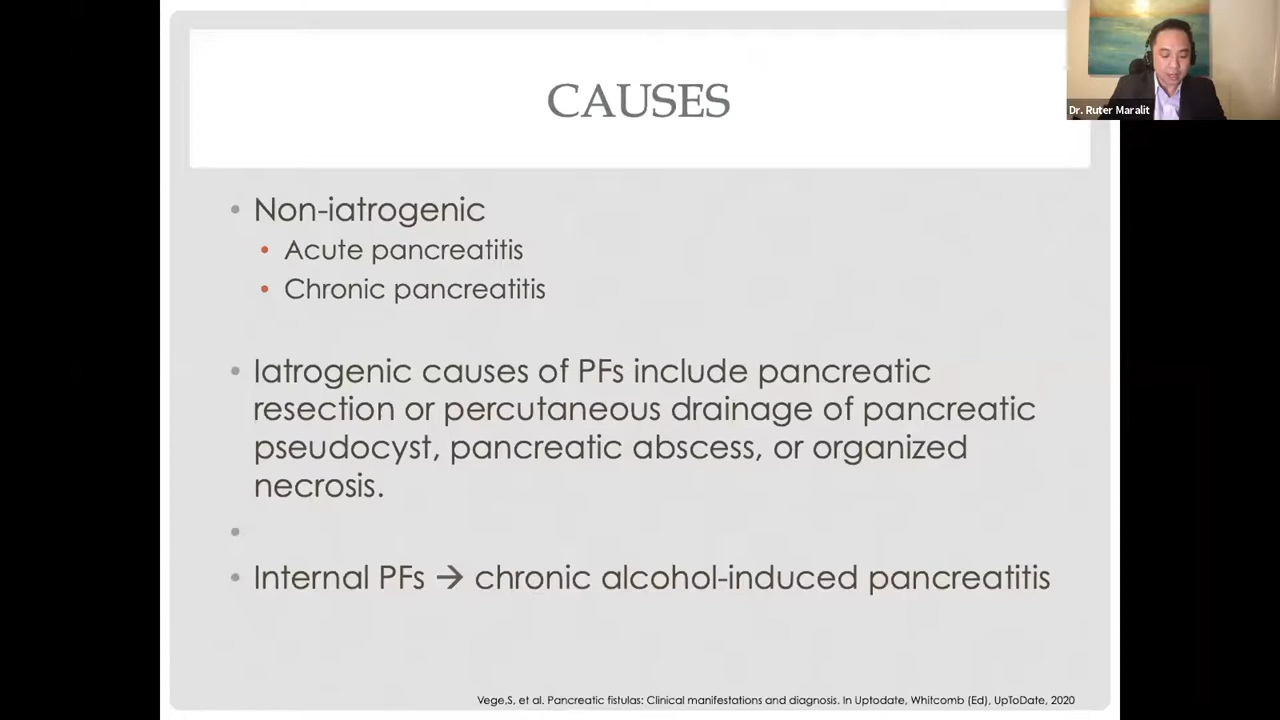 Dr. Ruter Maralit
CAUSES
• Non-iatrogenic
• Acute pancreatitis
• Chronic pancreatitis
• Iatrogenic causes of PFs include pancreatic
resection or percutaneous drainage of pancreatic
pseudocyst, pancreatic abscess, or organized
necrosis.
•
• Internal PFs → chronic alcohol-induced pancreatitis
Vege,S, et al. Pancreatic fistulas: Clinical manifestations and diagnosis. In Uptodate, Whitcomb (Ed), UpToDate, 2020